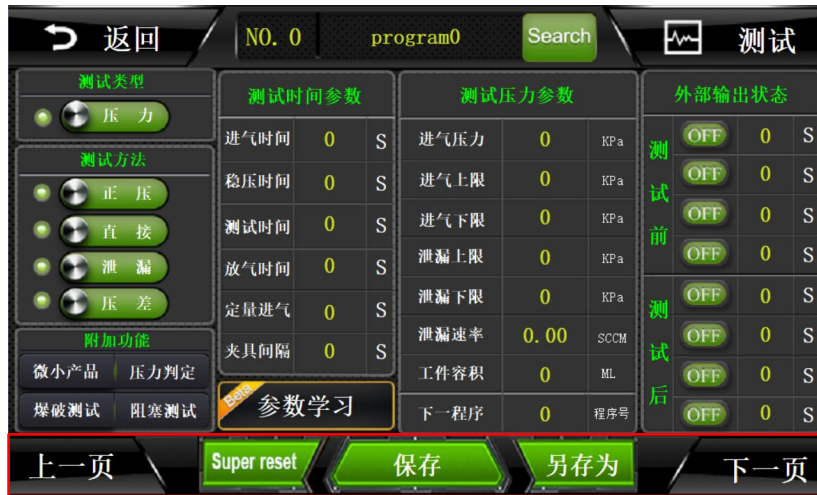 返回
NO. 0
program0
Search
测试
测试类型
压 力
测试方法
正 压
直 接
泄 漏
压 差
附加功能
微小产品 压力判定
爆破测试 阻塞测试
测试时间参数
进气时间 0 S
稳压时间 0 S
测试时间 0 S
放气时间 0 S
定量进气 0 S
夹具间隔 0 S
Beta 参数学习
测试压力参数
进气压力 0 KPa
进气上限 0 KPa
进气下限 0 KPa
泄漏上限 0 KPa
泄漏下限 0 KPa
泄漏速率 0.00 SCCM
工件容积 0 ML
下一程序 0 程序号
外部输出状态
测试前
OFF 0 S
OFF 0 S
OFF 0 S
OFF 0 S
测试后
OFF 0 S
OFF 0 S
OFF 0 S
OFF 0 S
上一页
Super reset
保存
另存为
下一页